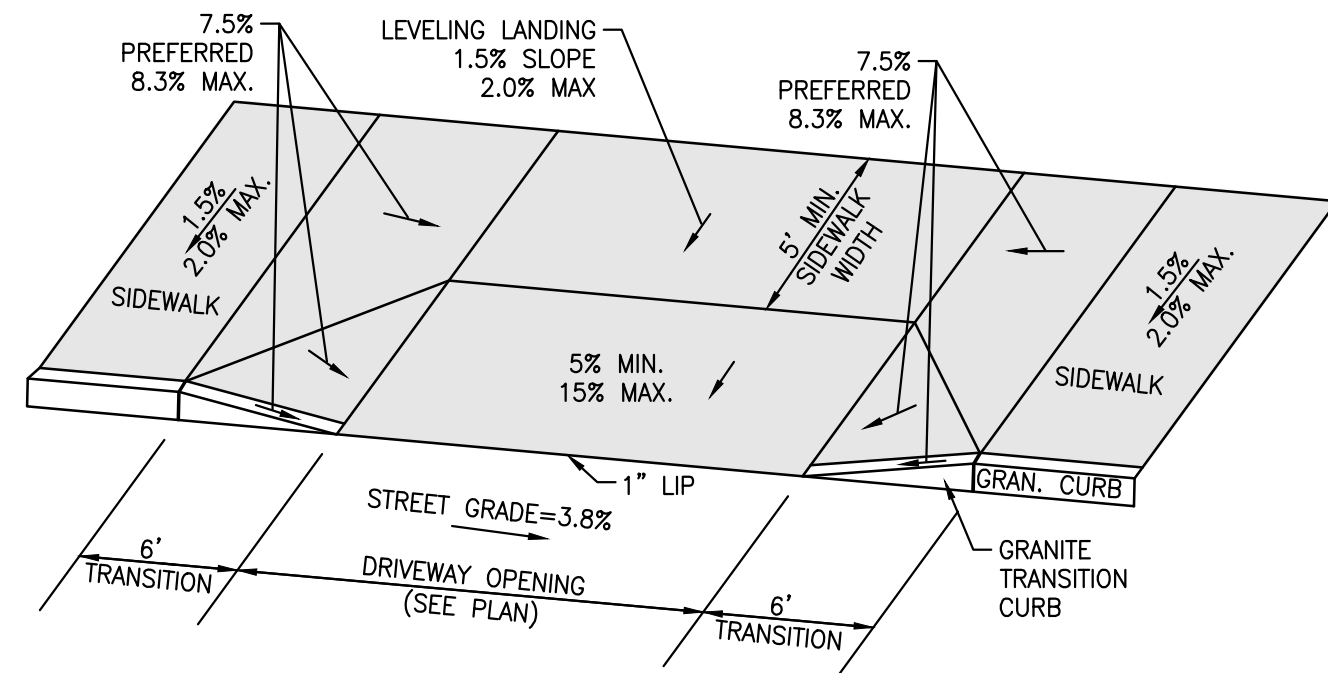 7.5%
PREFERRED
8.3% MAX.
LEVELING LANDING
1.5% SLOPE
2.0% MAX
7.5%
PREFERRED
8.3% MAX.
1.5%
2.0% MAX.
SIDEWALK
5' MIN.
SIDEWALK
WIDTH
1.5%
2.0% MAX.
SIDEWALK
5% MIN.
15% MAX.
1" LIP
GRAN. CURB
STREET GRADE=3.8%
GRANITE
TRANSITION
CURB
6'
TRANSITION
DRIVEWAY OPENING
(SEE PLAN)
6'
TRANSITION